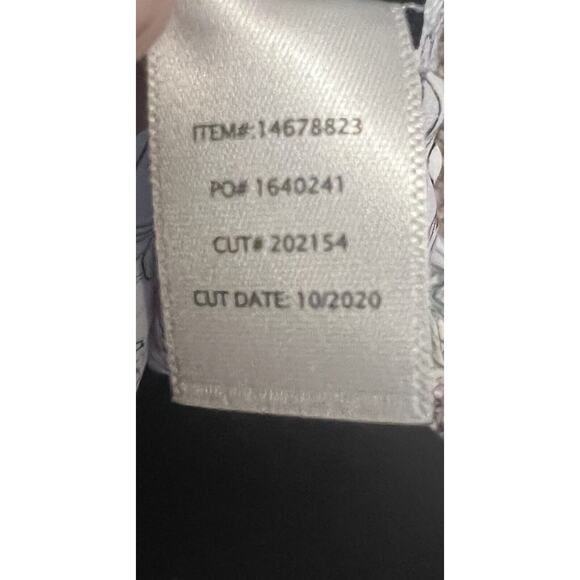 ITEM#:14678823
PO# 1640241
CUT# 202154
CUT DATE: 10/2020